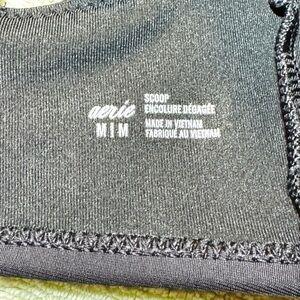 aerie
M | M
SCOOP
ENCOLURE DÉGAGÉE
MADE IN VIETNAM
FABRIQUÉ AU VIETNAM